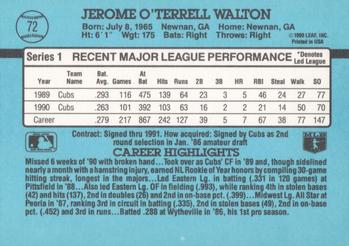 72
JEROME O'TERRELL WALTON
Born: July 8, 1965 Newnan, GA Home: Newnan, GA
Ht: 6'1" Wgt: 175 Bats: Right Throws: Right
©1990 LEAF, INC.
Printed in USA
Series 1 RECENT MAJOR LEAGUE PERFORMANCE *Denotes Led League
Team Name Bat. Avg. Games At Bats Runs 2B 3B HR RBI Steal Walk SO
1989 Cubs .293 116 475 *139 64 23 3 5 46 24 27 77
1990 Cubs .263 101 392 63 16 2 21 27 50 70
Career .279 217 867 127 39 5 7 67 38 77 147
Contract: Signed thru 1991. How acquired: Signed by Cubs as 2nd
round selection in Jan. '86 amateur draft
CAREER HIGHLIGHTS
Missed 6 weeks of '90 with broken hand... Took over as Cubs' CF in '89 and, though sidelined
nearly a month with a hamstring injury, earned NL Rookie of Year honors by compiling 30-game
hitting streak, longest in the majors... Led Eastern Lg. in batting (.331 in 120 games) at
Pittsfield in '88... Also led Eastern Lg. OF in fielding (.993), while ranking 4th in stolen bases
(42) and hits (137), 2nd in doubles (26) and 2nd in on-base pct. (.399)... Midwest Lg. All-Star at
Peoria in '87, ranking 3rd in circuit in batting (.335), 2nd in stolen bases (49), 2nd in on-base
pct. (.452) and 3rd in runs... Batted .288 at Wytheville in '86, his 1st pro season.
MLB